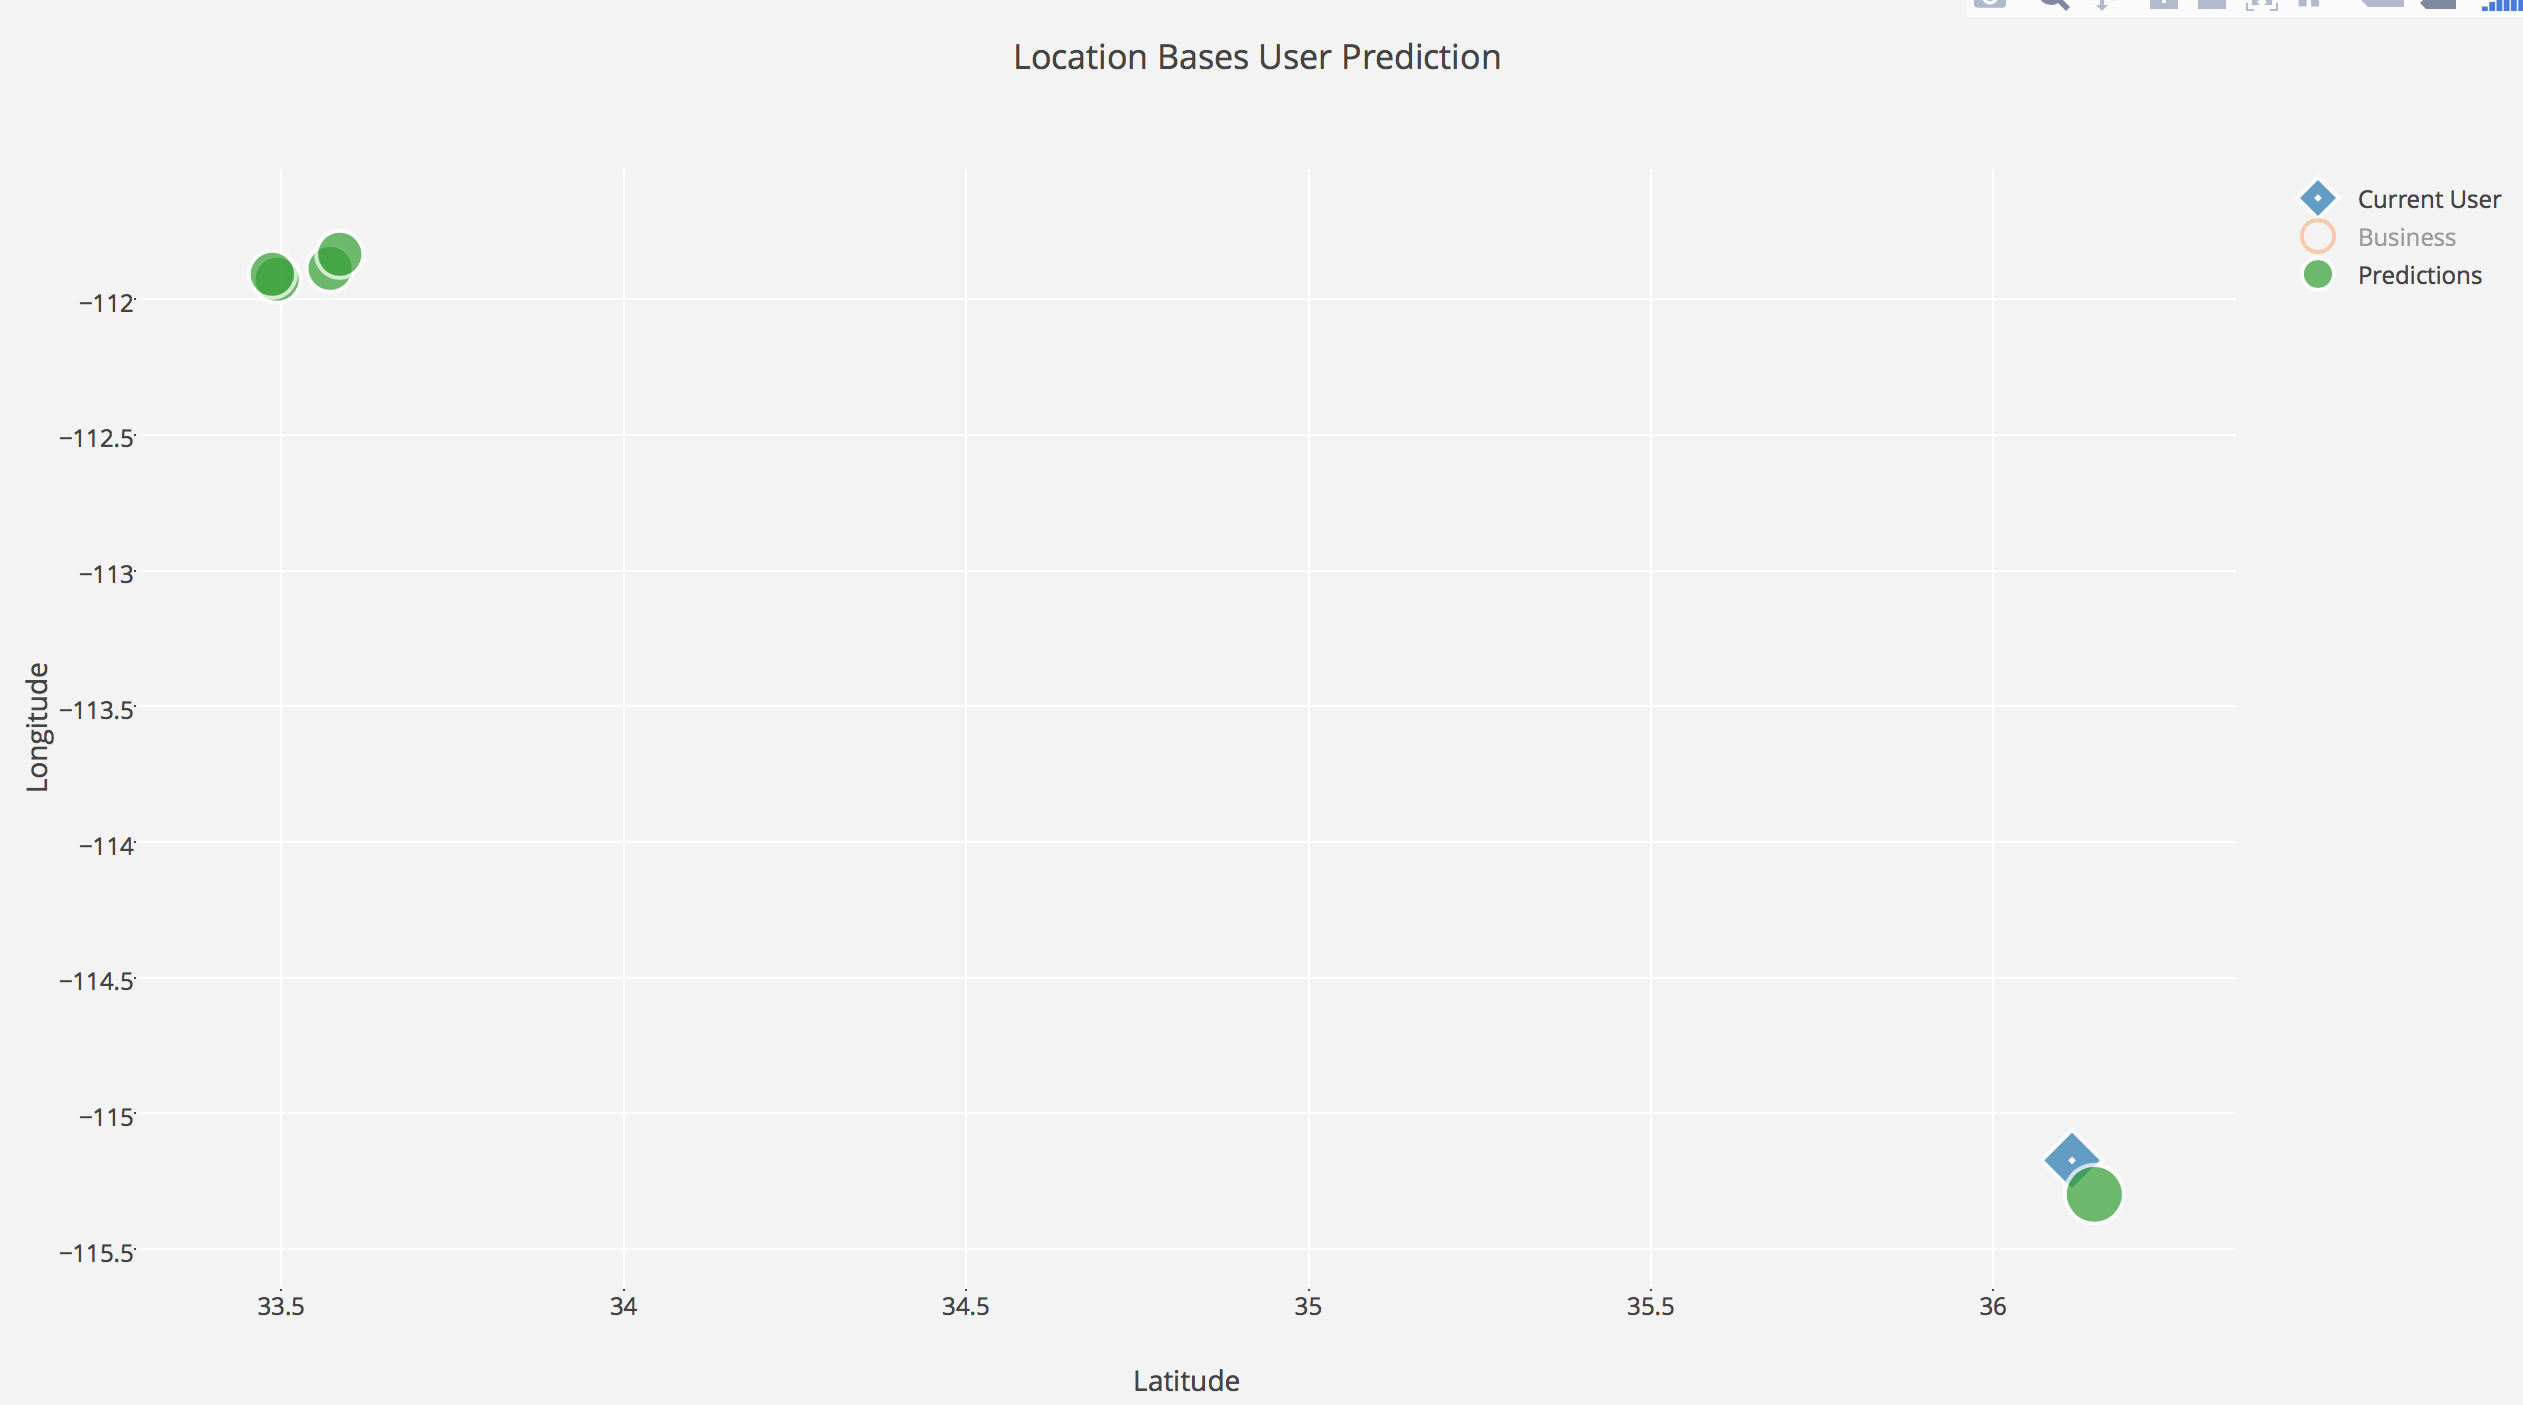 Location Bases User Prediction
Current User
Business
Predictions
−112
−112.5
−113
−113.5
−114
−114.5
−115
−115.5
Longitude
33.5
34
34.5
35
35.5
36
Latitude